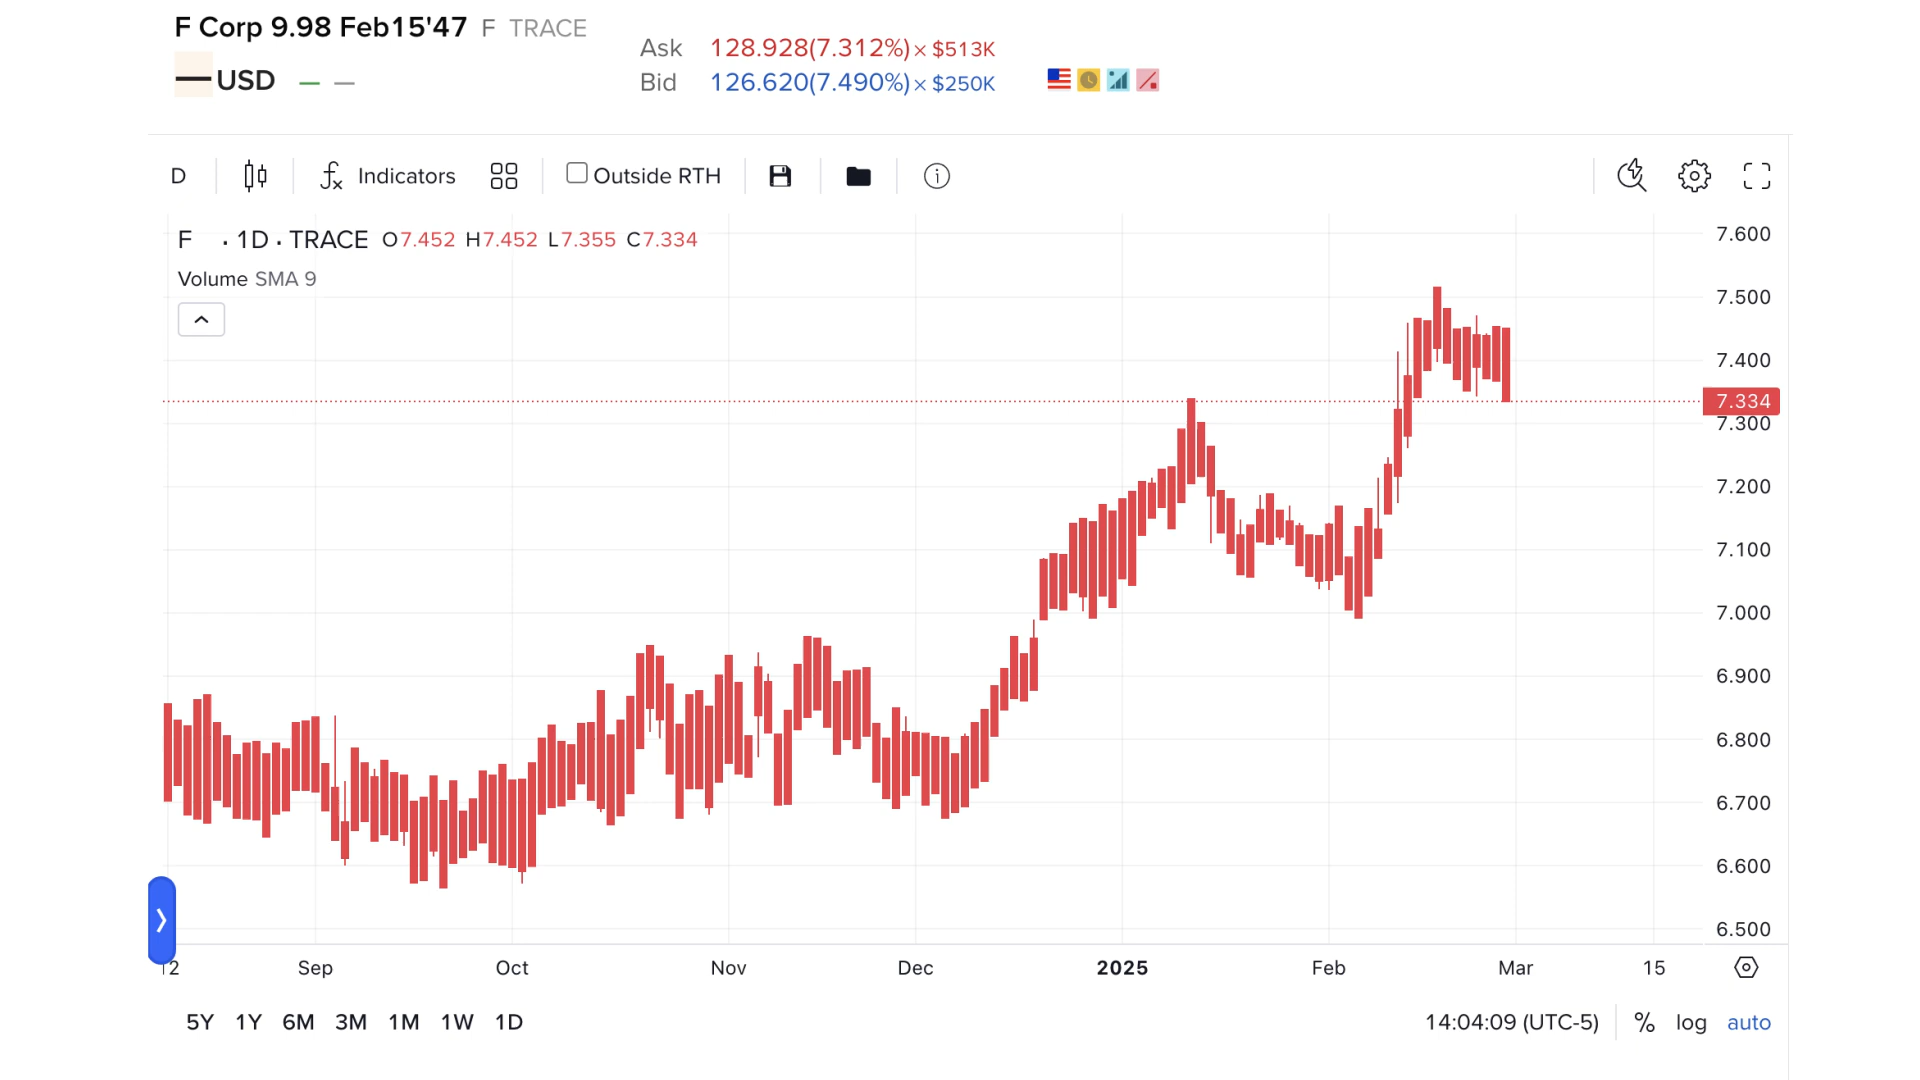 F Corp 9.98 Feb15'47 F TRACE
USD
Ask 128.928(7.312%)× $513K
Bid 126.620(7.490%)× $250K
D Indicators Outside RTH
F · 1D · TRACE O7.452 H7.452 L7.355 C7.334
Volume SMA 9
7.600
7.500
7.400
7.334
7.300
7.200
7.100
7.000
6.900
6.800
6.700
6.600
6.500
12 Sep Oct Nov Dec 2025 Feb Mar 15
5Y 1Y 6M 3M 1M 1W 1D 14:04:09 (UTC-5) % log auto